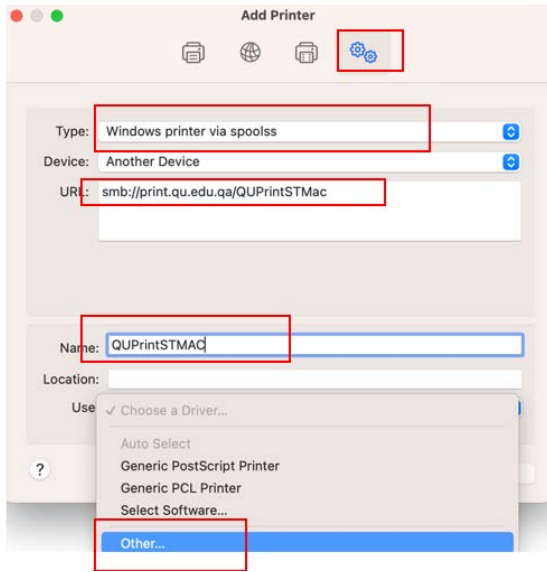 Add Printer
Type: Windows printer via spoolss
Device: Another Device
URL: smb://print.qu.edu.qa/QUPrintSTMac
Name: QUPrintSTMAC
Location:
Use
✓ Choose a Driver...
Auto Select
Generic PostScript Printer
Generic PCL Printer
?
Select Software...
Other...